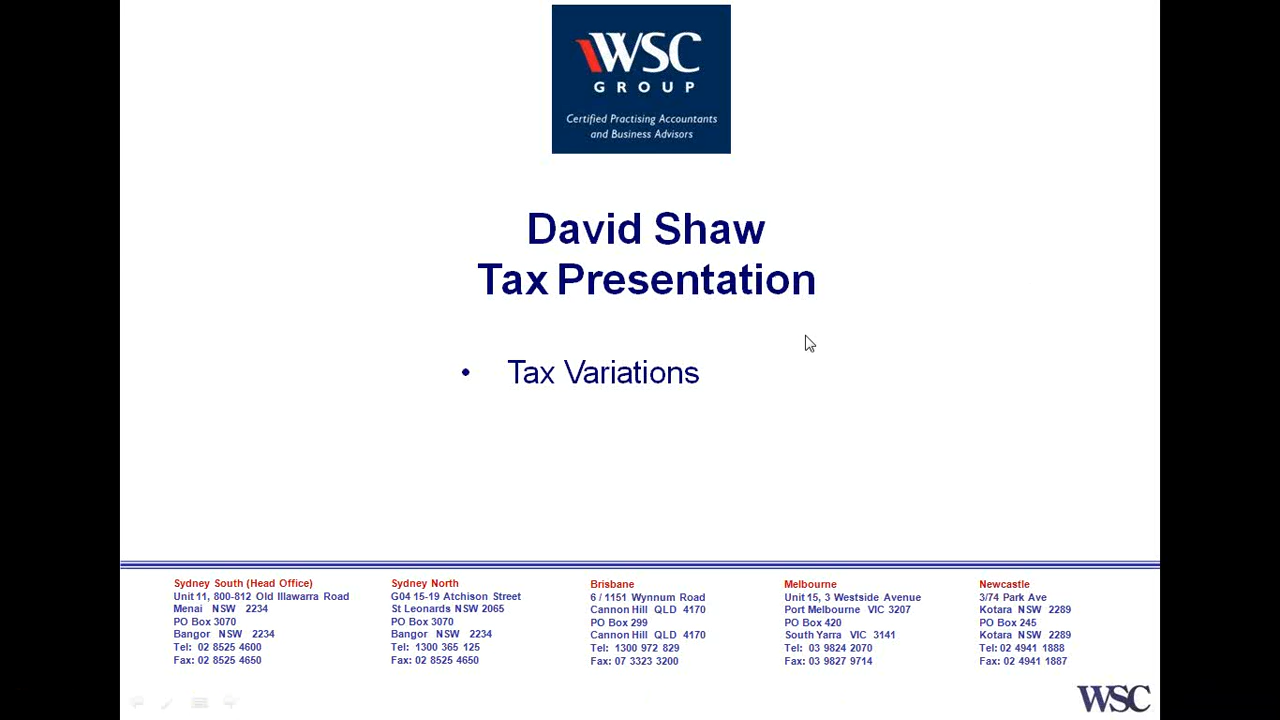 WSC
GROUP
Certified Practising Accountants
and Business Advisors
David Shaw
Tax Presentation
• Tax Variations
Sydney South (Head Office)
Unit 11, 800-812 Old Illawarra Road
Menai NSW 2234
PO Box 3070
Bangor NSW 2234
Tel: 02 8525 4600
Fax: 02 8525 4650
Sydney North
G04 15-19 Atchison Street
St Leonards NSW 2065
PO Box 3070
Bangor NSW 2234
Tel: 1300 365 125
Fax: 02 8525 4650
Brisbane
6 / 1151 Wynnum Road
Cannon Hill QLD 4170
PO Box 299
Cannon Hill QLD 4170
Tel: 1300 972 829
Fax: 07 3323 3200
Melbourne
Unit 15, 3 Westside Avenue
Port Melbourne VIC 3207
PO Box 420
South Yarra VIC 3141
Tel: 03 9824 2070
Fax: 03 9827 9714
Newcastle
3/74 Park Ave
Kotara NSW 2289
PO Box 245
Kotara NSW 2289
Tel: 02 4941 1888
Fax: 02 4941 1887
WSC